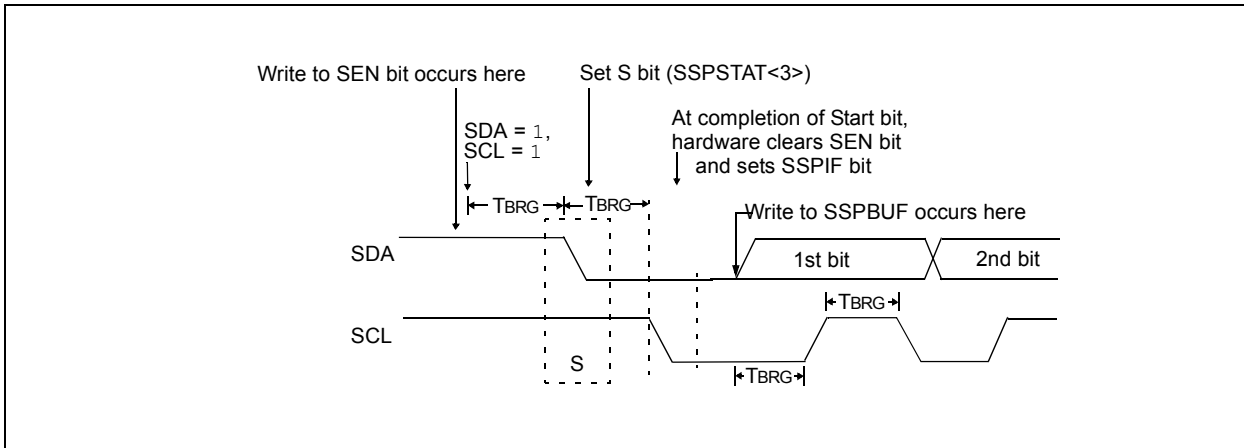 Write to SEN bit occurs here
Set S bit (SSPSTAT<3>)
SDA = 1,
SCL = 1
At completion of Start bit,
hardware clears SEN bit
and sets SSPIF bit
TBRG
TBRG
Write to SSPBUF occurs here
SDA
1st bit
2nd bit
TBRG
SCL
S
TBRG